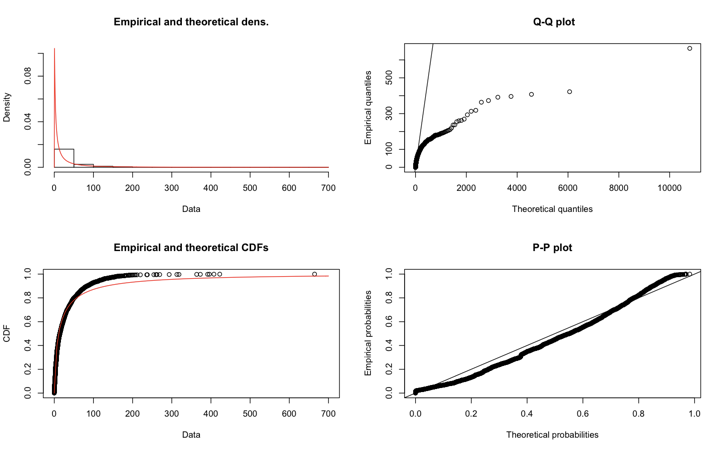 Empirical and theoretical dens.
Density
0.00 0.04 0.08
0 100 200 300 400 500 600 700
Data
Q-Q plot
Empirical quantiles
0 100 300 500
0 2000 4000 6000 8000 10000
Theoretical quantiles
Empirical and theoretical CDFs
CDF
0.0 0.2 0.4 0.6 0.8 1.0
0 100 200 300 400 500 600 700
Data
P-P plot
Empirical probabilities
0.0 0.2 0.4 0.6 0.8 1.0
0.0 0.2 0.4 0.6 0.8 1.0
Theoretical probabilities